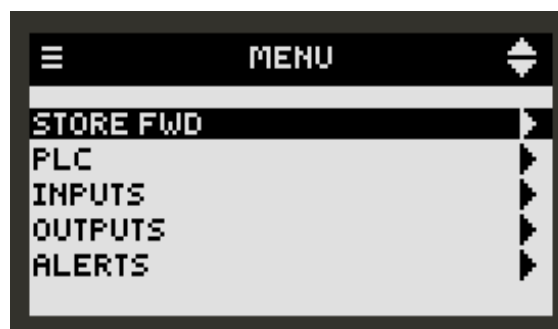 MENU
STORE FWD
PLC
INPUTS
OUTPUTS
ALERTS